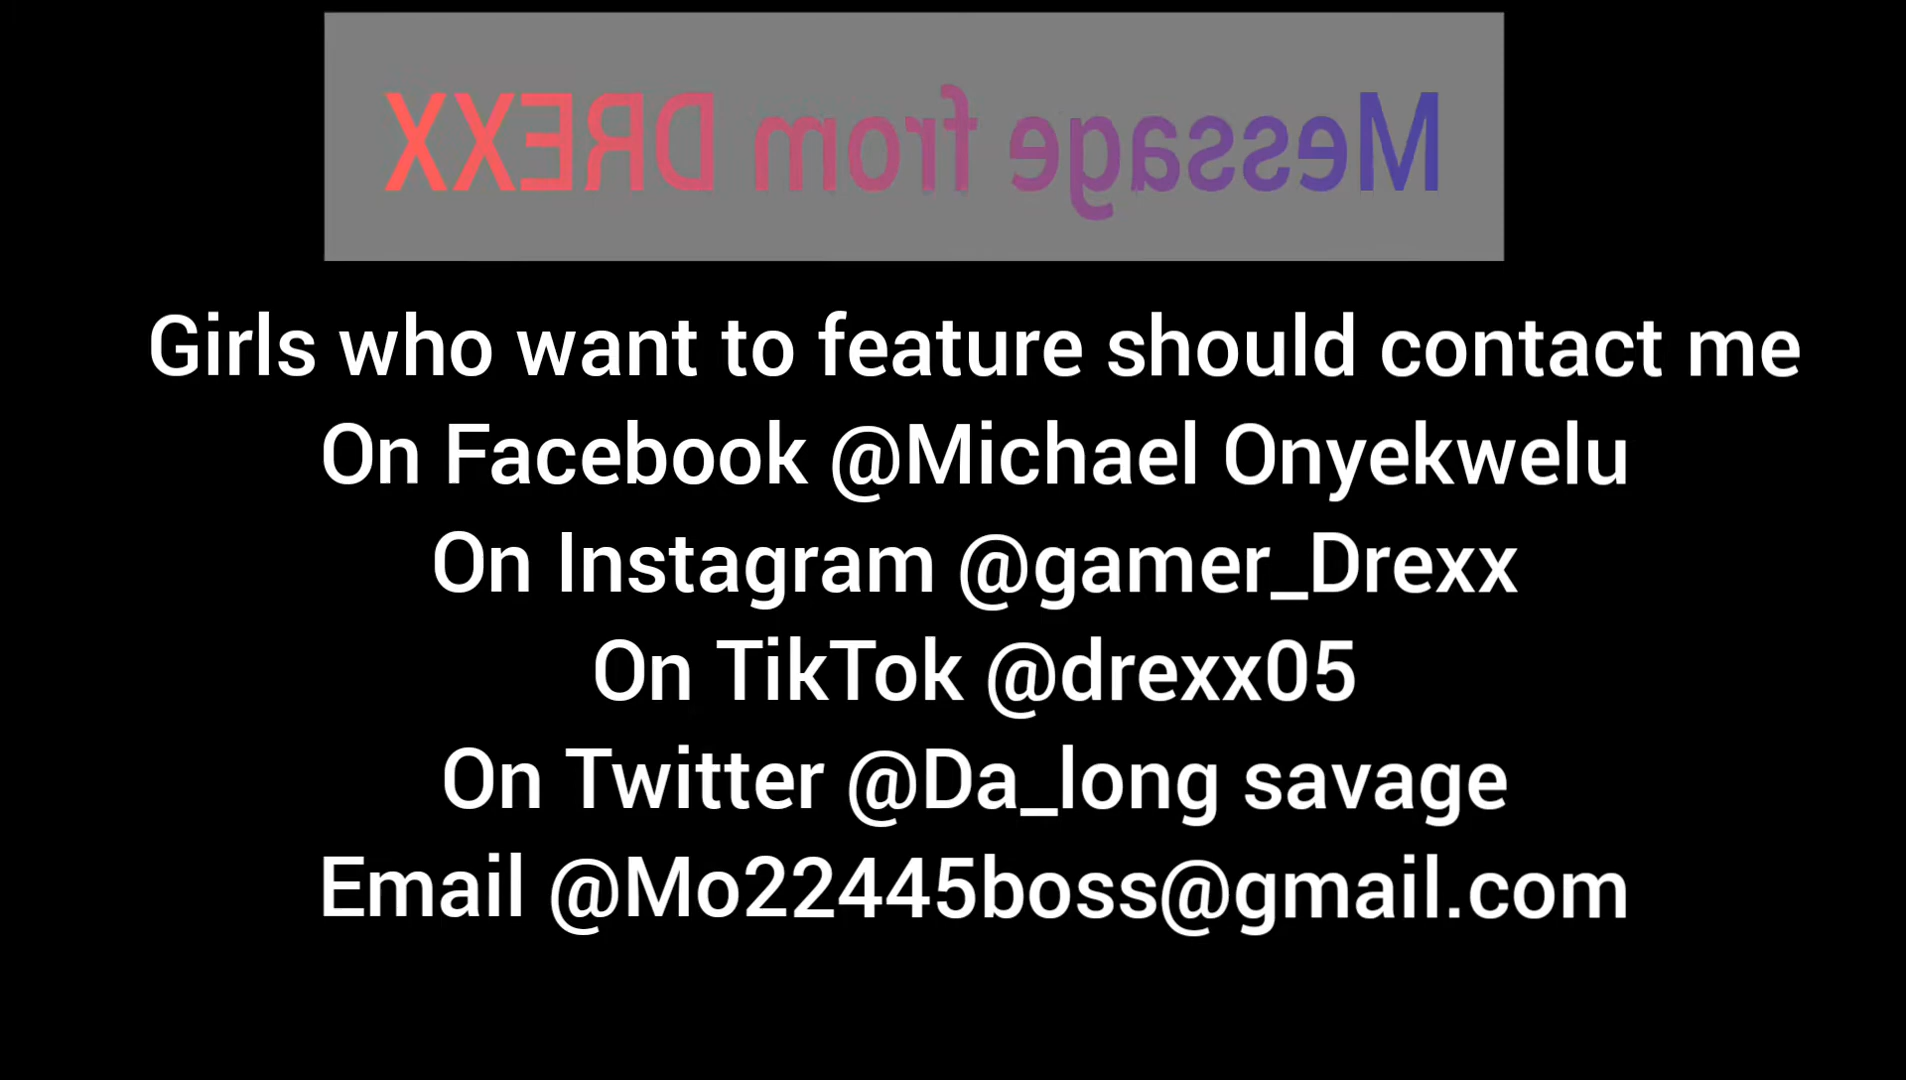 Message from DREXX
Girls who want to feature should contact me
On Facebook @Michael Onyekwelu
On Instagram @gamer_Drexx
On TikTok @drexx05
On Twitter @Da_long savage
Email @Mo22445boss@gmail.com